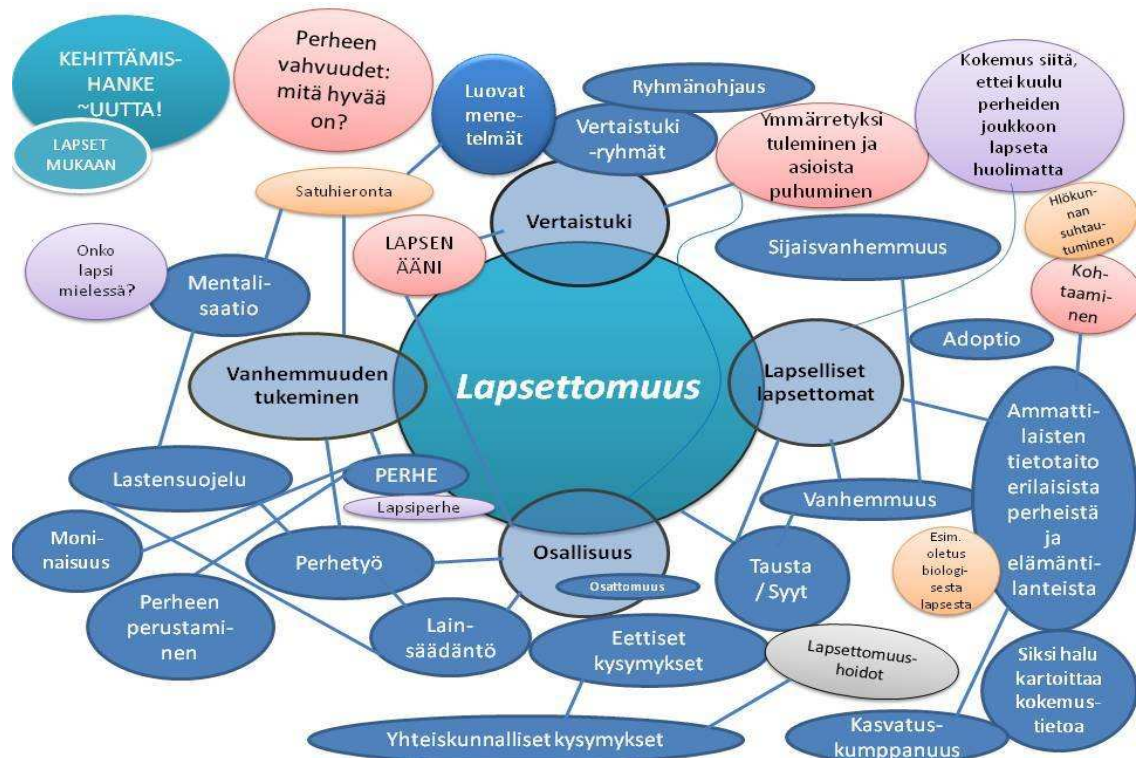 KEHITTÄMIS-
HANKE
~UUTTA!
LAPSET
MUKAAN
Perheen
vahvuudet:
mitä hyvää
on?
Luovat
mene-
telmät
Ryhmänohjaus
Vertaistuki
-ryhmät
Ymmärretyksi
tuleminen ja
asioista
puhuminen
Kokemus siitä,
ettei kuulu
perheiden
joukkoon
lapseta
huolimatta
Satuhieronta
Vertaistuki
LAPSEN
ÄÄNI
Sijaisvanhemmuus
Hlökun-
nan
suhtau-
tuminen
Koh-
taami-
nen
Onko
lapsi
mielessä?
Mentali-
saatio
Adoptio
Vanhemmuuden
tukeminen
Lapsettomuus
Lapselliset
lapsettomat
Ammatti-
laisten
tietotaito
erilaisista
perheistä
ja
elämänti-
lanteista
Lastensuojelu
PERHE
Lapsiperhe
Vanhemmuus
Moni-
naisuus
Perhetyö
Osallisuus
Osattomuus
Tausta
/ Syyt
Esim.
oletus
biologi-
sesta
lapsesta
Perheen
perustami-
nen
Lain-
säädäntö
Eettiset
kysymykset
Lapsettomuus-
hoidot
Siksi halu
kartoittaa
kokemus-
tietoa
Yhteiskunnalliset kysymykset
Kasvatus-
kumppanuus